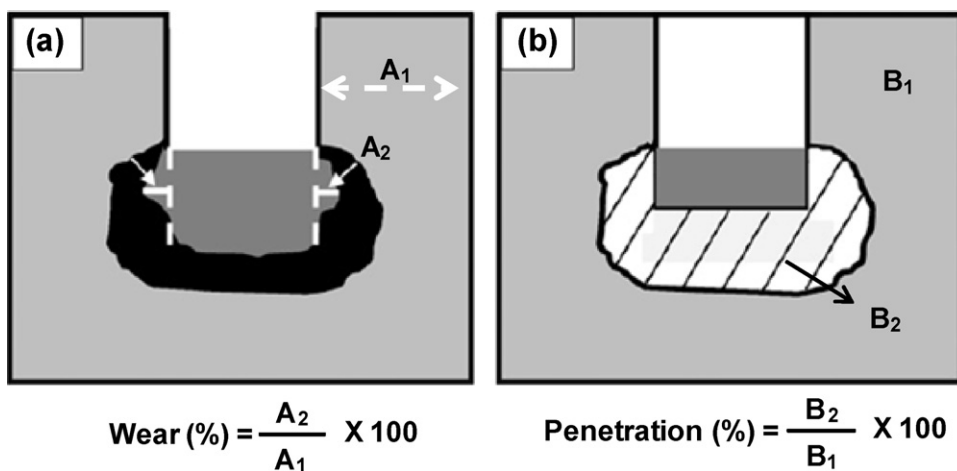 (a)
A₁
A₂
Wear (%) = A₂ / A₁ X 100
(b)
B₁
B₂
Penetration (%) = B₂ / B₁ X 100